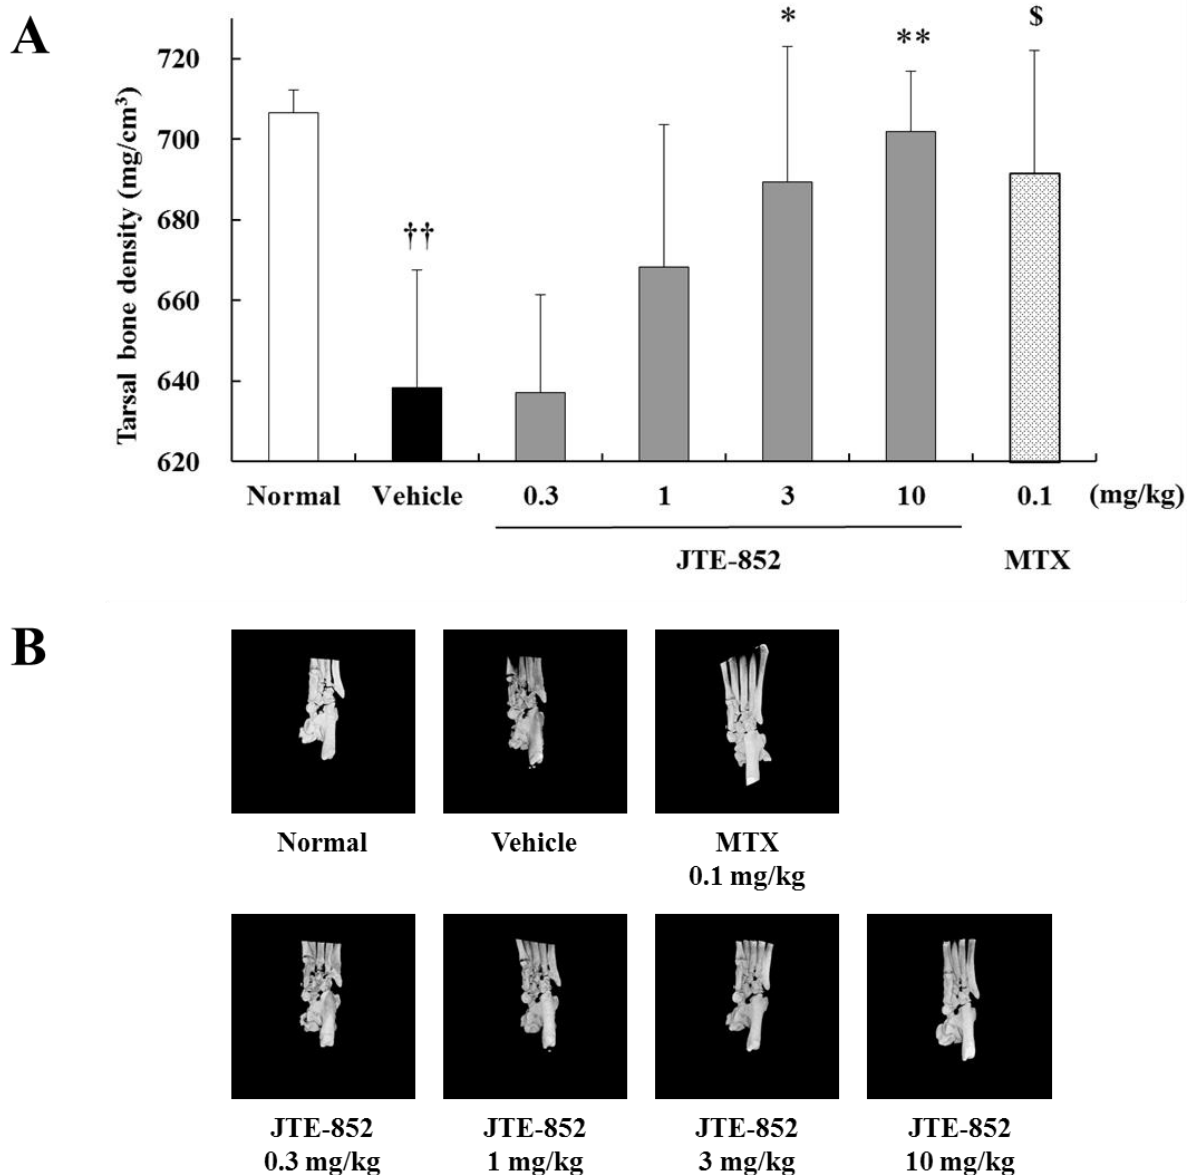 A
Tarsal bone density (mg/cm³)
720
700
680
660
640
620
††
*
**
$
Normal Vehicle 0.3 1 3 10 0.1 (mg/kg)
JTE-852 MTX
B
Normal Vehicle MTX
0.1 mg/kg
JTE-852 JTE-852 JTE-852 JTE-852
0.3 mg/kg 1 mg/kg 3 mg/kg 10 mg/kg